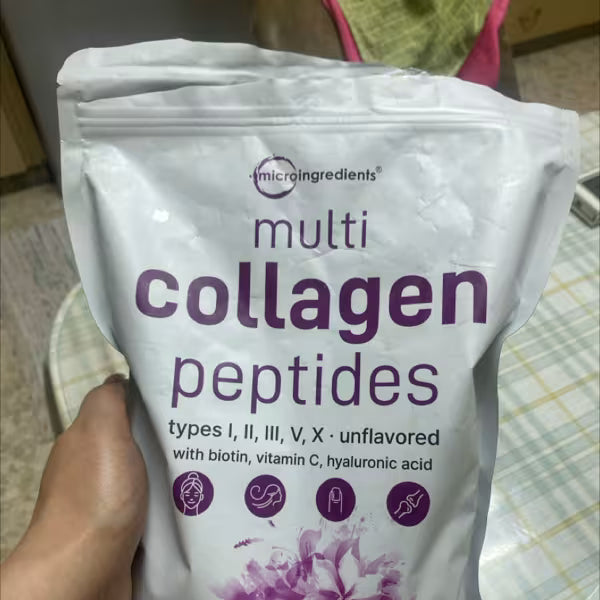 microingredients®
multi
collagen
peptides
types I, II, III, V, X · unflavored
with biotin, vitamin C, hyaluronic acid